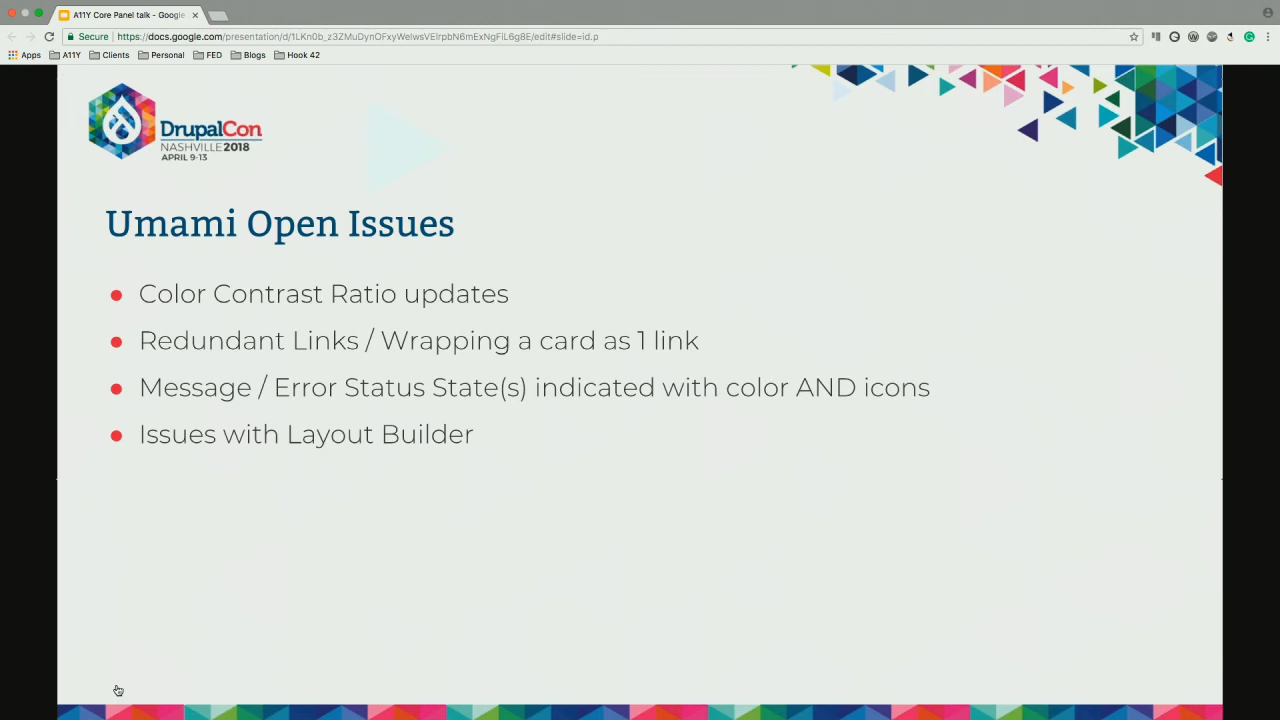 A11Y Core Panel talk - Google
Secure
https://docs.google.com/presentation/d/1LKn0b_z3ZMuDynOFxyWelwsVElrpbN6mExNgFiL6g8E/edit#slide=id.p
Apps A11Y Clients Personal FED Blogs Hook 42
DrupalCon
NASHVILLE 2018
APRIL 9-13
Umami Open Issues
Color Contrast Ratio updates
Redundant Links / Wrapping a card as 1 link
Message / Error Status State(s) indicated with color AND icons
Issues with Layout Builder